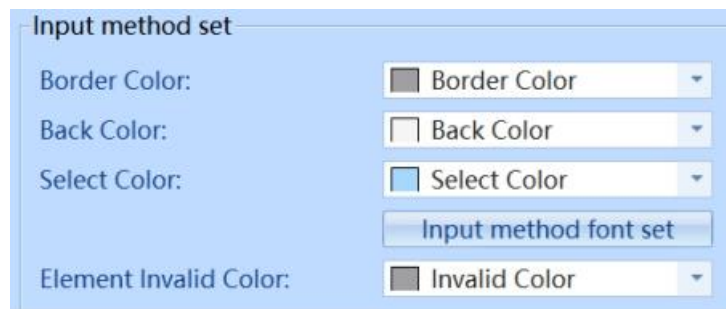 Input method set
Border Color: Border Color
Back Color: Back Color
Select Color: Select Color
Input method font set
Element Invalid Color: Invalid Color